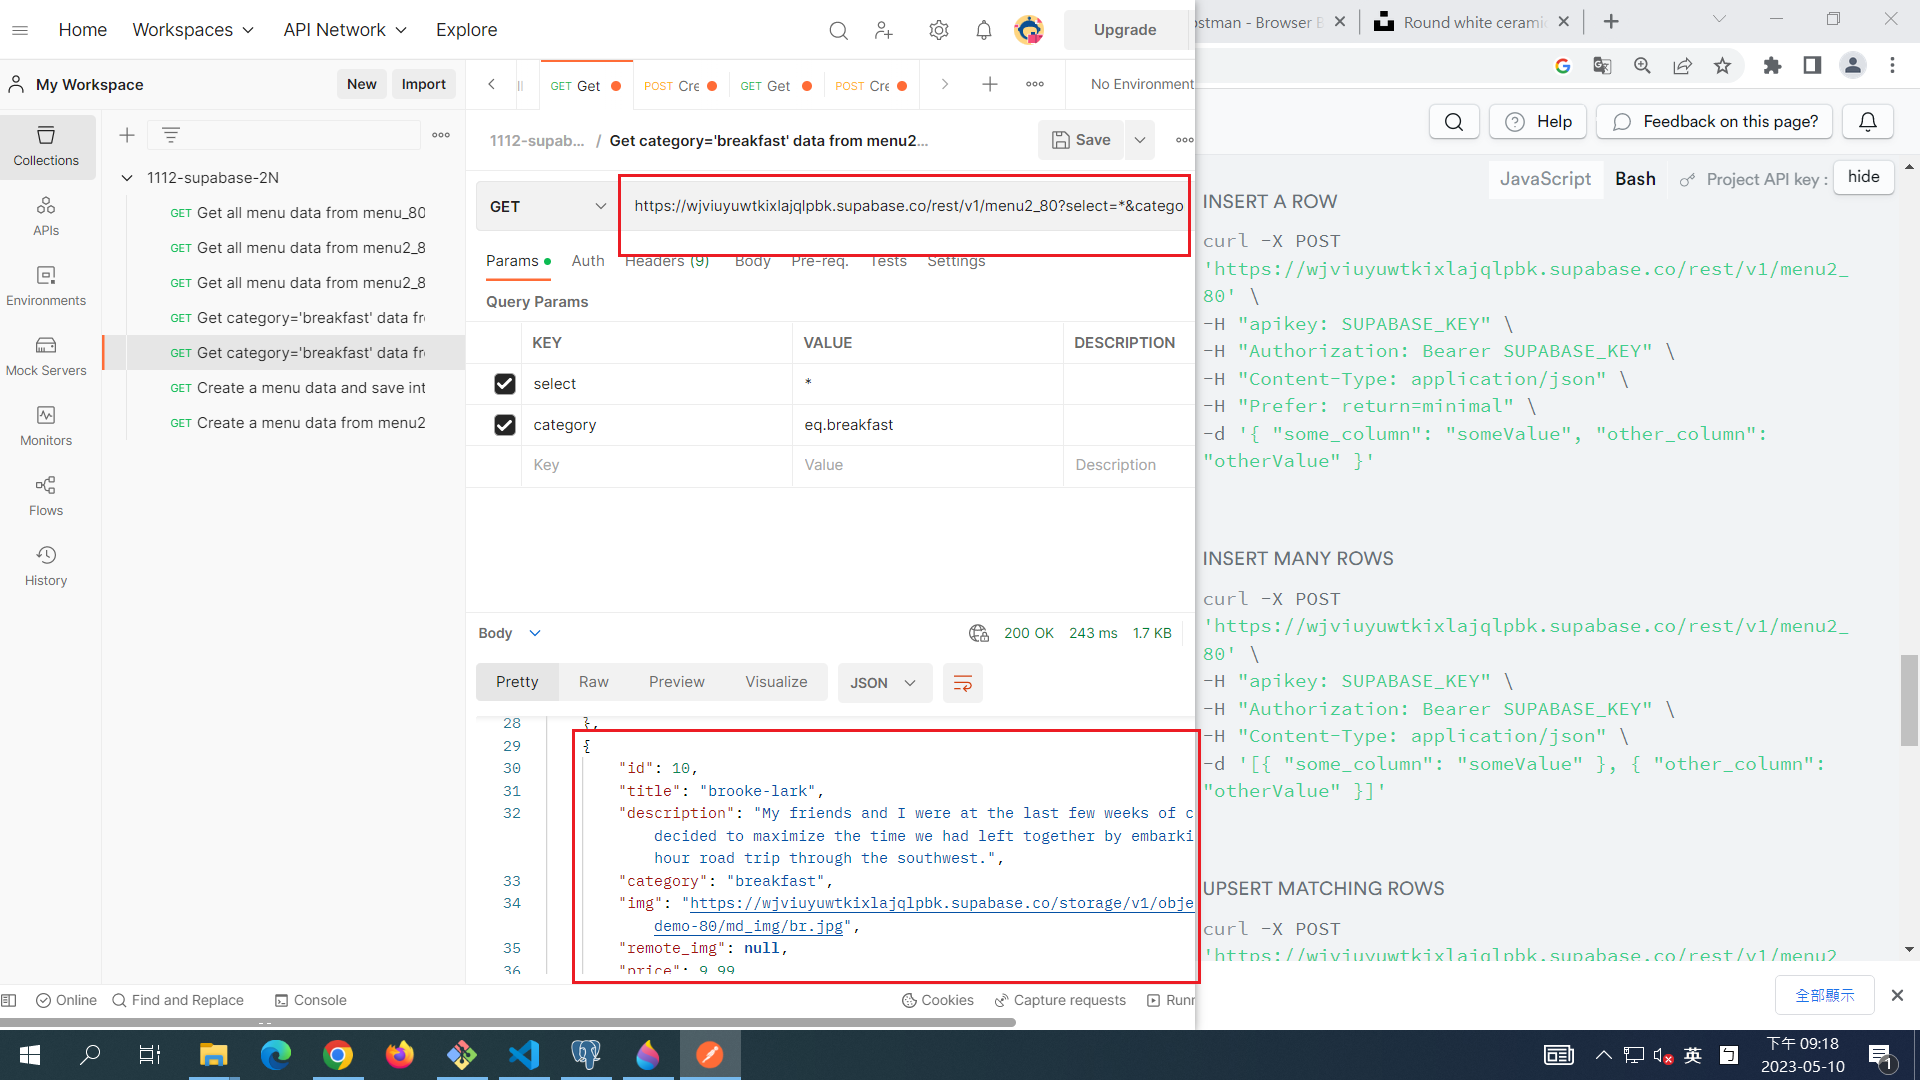 Home
Workspaces
API Network
Explore
Upgrade
stman - Browser
Round white cerami
My Workspace
New
Import
GET Get
POST Cre
GET Get
POST Cre
No Environment
1112-supab... / Get category='breakfast' data from menu2...
Save
Collections
APIs
Environments
Mock Servers
Monitors
Flows
History
1112-supabase-2N
GET Get all menu data from menu_80
GET Get all menu data from menu2_8
GET Get all menu data from menu2_8
GET Get category='breakfast' data fr
GET Get category='breakfast' data fr
GET Create a menu data and save int
GET Create a menu data from menu2
GET
https://wjviuyuwtkixlajqlpbk.supabase.co/rest/v1/menu2_80?select=*&catego
Params
Auth
Headers (9)
Body
Pre-req.
Tests
Settings
Query Params
KEY VALUE DESCRIPTION
select *
category eq.breakfast
Key Value Description
Body
200 OK 243 ms 1.7 KB
Pretty Raw Preview Visualize JSON
28 },
29 {
30 "id": 10,
31 "title": "brooke-lark",
32 "description": "My friends and I were at the last few weeks of c
decided to maximize the time we had left together by embarki
hour road trip through the southwest.",
33 "category": "breakfast",
34 "img": "https://wjviuyuwtkixlajqlpbk.supabase.co/storage/v1/obje
demo-80/md_img/br.jpg",
35 "remote_img": null,
36 "price": 9.99
Online
Find and Replace
Console
Cookies
Capture requests
Runn
Help
Feedback on this page?
JavaScript
Bash
Project API key :
hide
INSERT A ROW
curl -X POST
'https://wjviuyuwtkixlajqlpbk.supabase.co/rest/v1/menu2_
80' \
-H "apikey: SUPABASE_KEY" \
-H "Authorization: Bearer SUPABASE_KEY" \
-H "Content-Type: application/json" \
-H "Prefer: return=minimal" \
-d '{ "some_column": "someValue", "other_column":
"otherValue" }'
INSERT MANY ROWS
curl -X POST
'https://wjviuyuwtkixlajqlpbk.supabase.co/rest/v1/menu2_
80' \
-H "apikey: SUPABASE_KEY" \
-H "Authorization: Bearer SUPABASE_KEY" \
-H "Content-Type: application/json" \
-d '[{ "some_column": "someValue" }, { "other_column":
"otherValue" }]'
UPSERT MATCHING ROWS
curl -X POST
'https://wjviuyuwtkixlajqlpbk.supabase.co/rest/v1/menu2
全部顯示
英
下午 09:18
2023-05-10
1